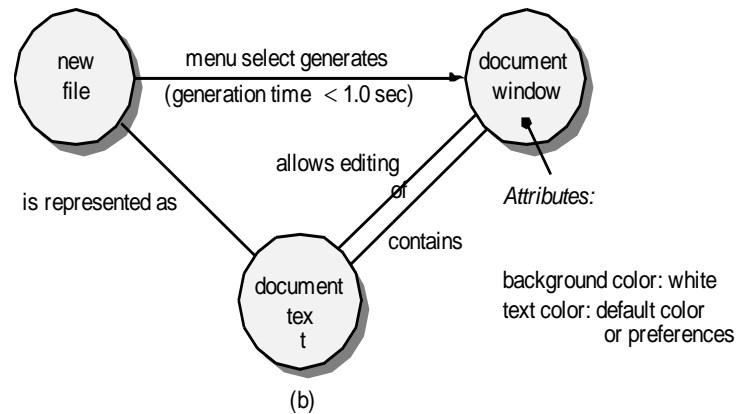 new
file
menu select generates
(generation time < 1.0 sec)
document
window
allows editing
of
is represented as
Attributes:
contains
document
tex
t
background color: white
text color: default color
or preferences
(b)